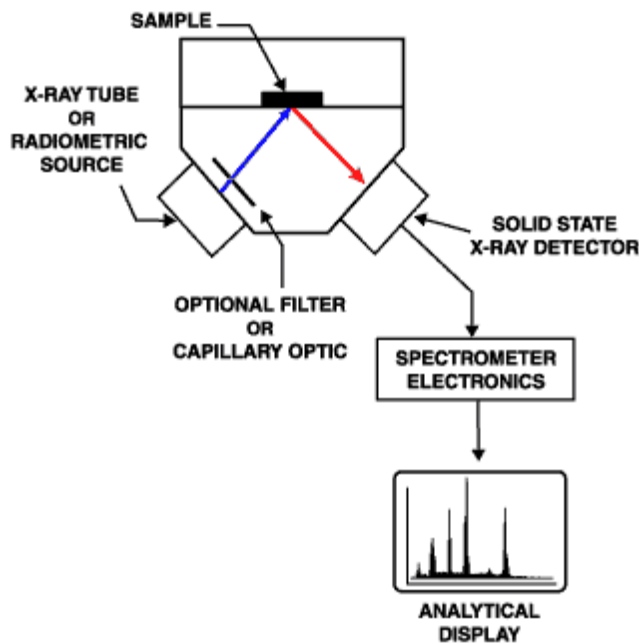 SAMPLE
X-RAY TUBE
OR
RADIOMETRIC
SOURCE
SOLID STATE
X-RAY DETECTOR
OPTIONAL FILTER
OR
CAPILLARY OPTIC
SPECTROMETER
ELECTRONICS
ANALYTICAL
DISPLAY